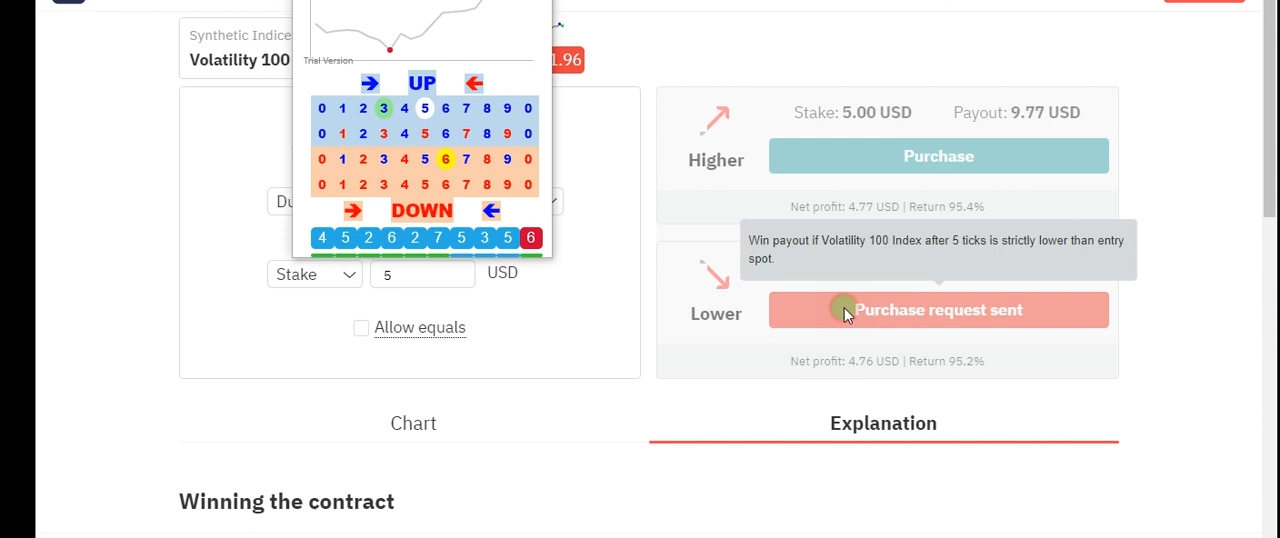 Synthetic Indice
Volatility 100
1.96
Trial Version
UP
0 1 2 3 4 5 6 7 8 9 0
0 1 2 3 4 5 6 7 8 9 0
0 1 2 3 4 5 6 7 8 9 0
0 1 2 3 4 5 6 7 8 9 0
DOWN
4 5 2 6 2 7 5 3 5 6
Du
Stake 5 USD
Allow equals
Stake: 5.00 USD Payout: 9.77 USD
Higher Purchase
Net profit: 4.77 USD | Return 95.4%
Win payout if Volatility 100 Index after 5 ticks is strictly lower than entry
spot.
Lower Purchase request sent
Net profit: 4.76 USD | Return 95.2%
Chart Explanation
Winning the contract